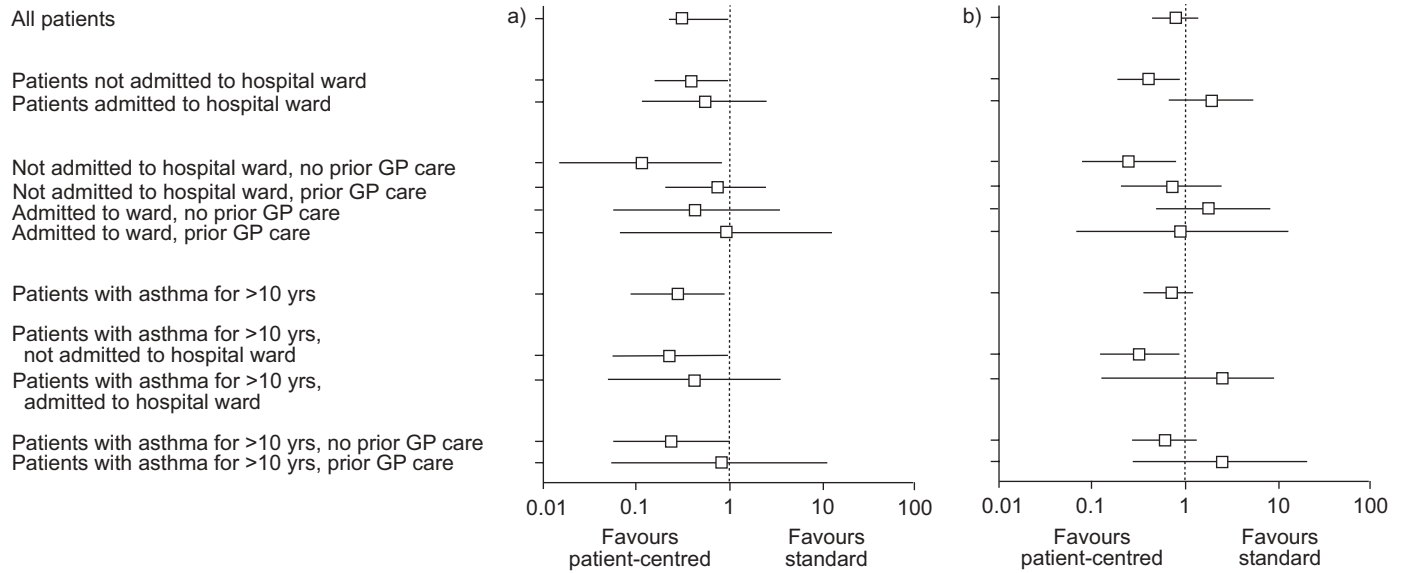 a)
b)
All patients
Patients not admitted to hospital ward
Patients admitted to hospital ward
Not admitted to hospital ward, no prior GP care
Not admitted to hospital ward, prior GP care
Admitted to ward, no prior GP care
Admitted to ward, prior GP care
Patients with asthma for >10 yrs
Patients with asthma for >10 yrs,
not admitted to hospital ward
Patients with asthma for >10 yrs,
admitted to hospital ward
Patients with asthma for >10 yrs, no prior GP care
Patients with asthma for >10 yrs, prior GP care
0.01 0.1 1 10 100
Favours
patient-centred
Favours
standard
0.01 0.1 1 10 100
Favours
patient-centred
Favours
standard